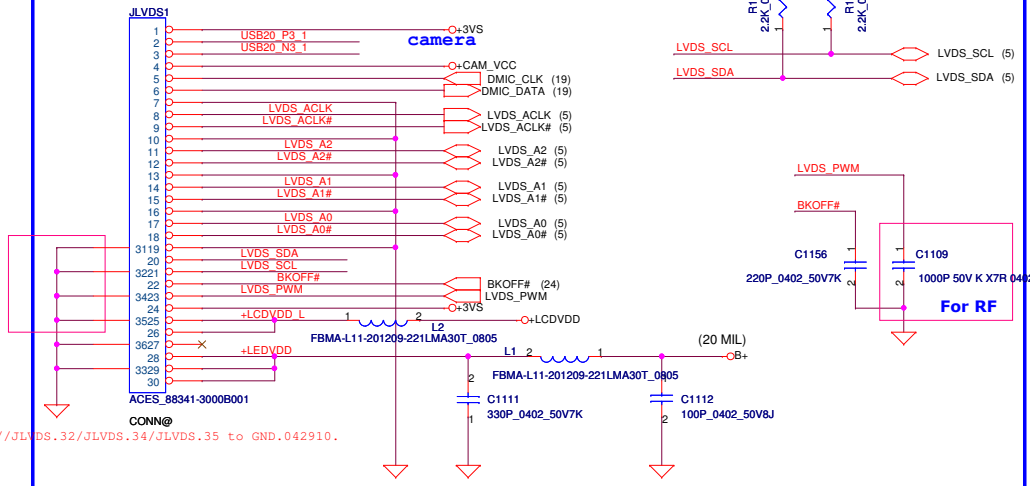 JLVDS1
1
2
3
4
5
6
7
8
9
10
11
12
13
14
15
16
17
18
3119
20
3221
22
3423
24
3525
26
3627
28
3329
30
ACES_88341-3000B001
CONN@
//JLVDS.32/JLVDS.34/JLVDS.35 to GND.042910.
USB20_P3_1
USB20_N3_1
LVDS_ACLK
LVDS_ACLK#
LVDS_A2
LVDS_A2#
LVDS_A1
LVDS_A1#
LVDS_A0
LVDS_A0#
LVDS_SDA
LVDS_SCL
BKOFF#
LVDS_PWM
+LCDVDD_L
+LEDVDD
+3VS
camera
+CAM_VCC
DMIC_CLK (19)
DMIC_DATA (19)
LVDS_ACLK (5)
LVDS_ACLK# (5)
LVDS_A2 (5)
LVDS_A2# (5)
LVDS_A1 (5)
LVDS_A1# (5)
LVDS_A0 (5)
LVDS_A0# (5)
BKOFF# (24)
LVDS_PWM
+3VS
1 2
L2
+LCDVDD
FBMA-L11-201209-221LMA30T_0805
L1 2 1
FBMA-L11-201209-221LMA30T_0805
(20 MIL)
B+
2
C1111
330P_0402_50V7K
1
1
C1112
100P_0402_50V8J
2
R1
2.2K_0
1
R1
2.2K_0
1
LVDS_SCL
LVDS_SCL (5)
LVDS_SDA
LVDS_SDA (5)
LVDS_PWM
BKOFF#
1
C1156
220P_0402_50V7K
2
1
C1109
1000P 50V K X7R 0402
2
For RF